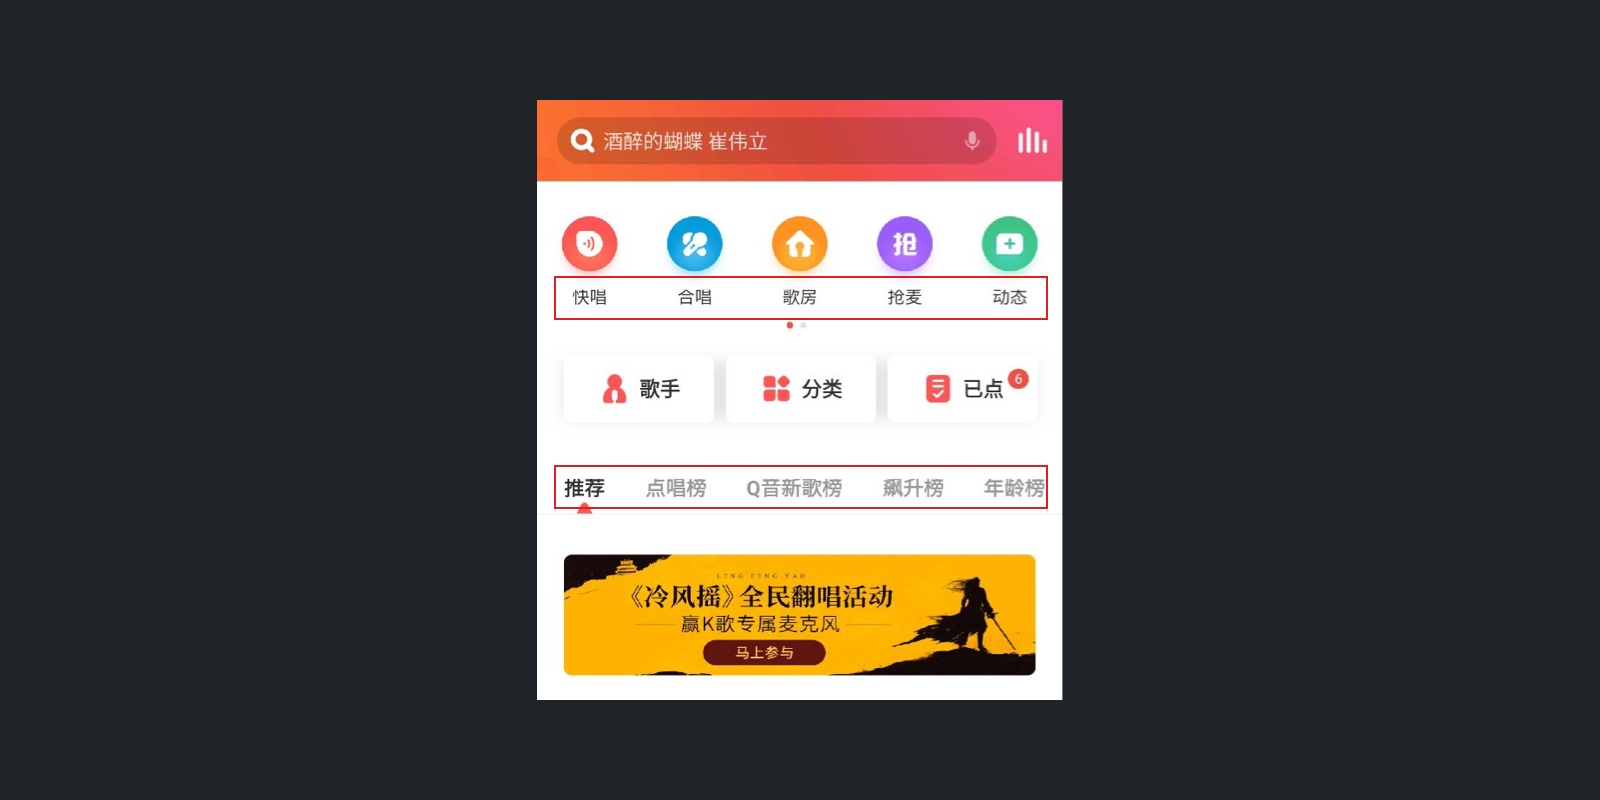 酒醉的蝴蝶 崔伟立
抢
快唱 合唱 歌房 抢麦 动态
歌手 分类 已点 6
推荐 点唱榜 Q音新歌榜 飙升榜 年龄榜
LENG FENG YAO
《冷风摇》全民翻唱活动
赢K歌专属麦克风
马上参与